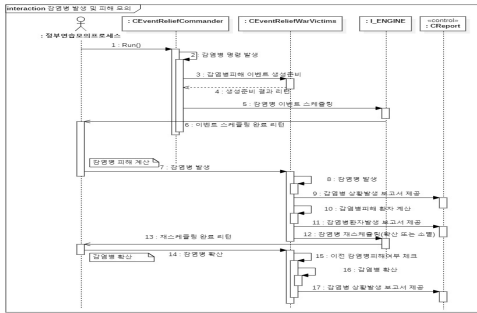 interaction 감염병 발생 및 피해 모의
: 정부연습모의프로세스
: CEventReliefCommander
: CEventReliefWarVictims
: I_ENGINE
«control»
: CReport
1 : Run()
2 : 감염병 명령 발생
3 : 감염병피해 이벤트 생성준비
4 : 생성준비 결과 리턴
5 : 감염병 이벤트 스케쥴링
6 : 이벤트 스케쥴링 완료 리턴
감염병 피해 계산
7 : 감염병 발생
8 : 감염병 발생
9 : 감염병 상황발생 보고서 제공
10 : 감염병피해 환자 계산
11 : 감염병환자발생 보고서 제공
12 : 감염병 재스케쥴링(확산 또는 소멸)
13 : 재스케쥴링 완료 리턴
감염병 확산
14 : 감염병 확산
15 : 이전 감염병피해여부 체크
16 : 감염병 확산
17 : 감염병 상황발생 보고서 제공